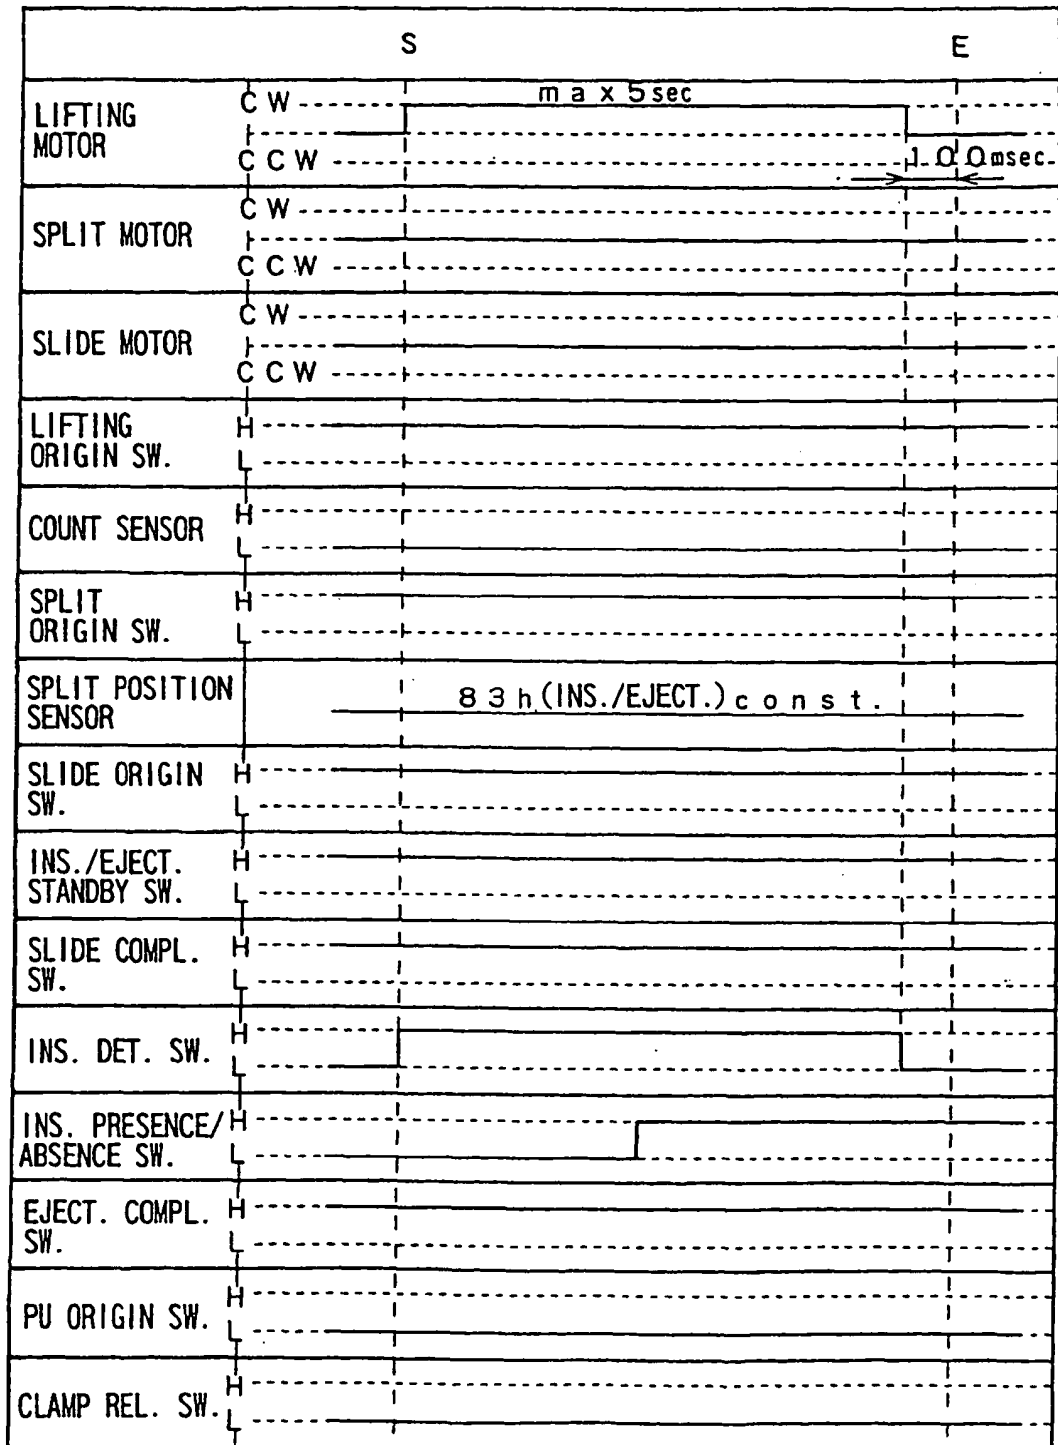 S E
LIFTING
MOTOR
CW
CCW
max 5sec
100msec
SPLIT MOTOR
CW
CCW
SLIDE MOTOR
CW
CCW
LIFTING
ORIGIN SW.
H
L
COUNT SENSOR
H
L
SPLIT
ORIGIN SW.
H
L
SPLIT POSITION
SENSOR
83h(INS./EJECT.)const.
SLIDE ORIGIN
SW.
H
L
INS./EJECT.
STANDBY SW.
H
L
SLIDE COMPL.
SW.
H
L
INS. DET. SW.
H
L
INS. PRESENCE/
ABSENCE SW.
H
L
EJECT. COMPL.
SW.
H
L
PU ORIGIN SW.
H
L
CLAMP REL. SW.
H
L